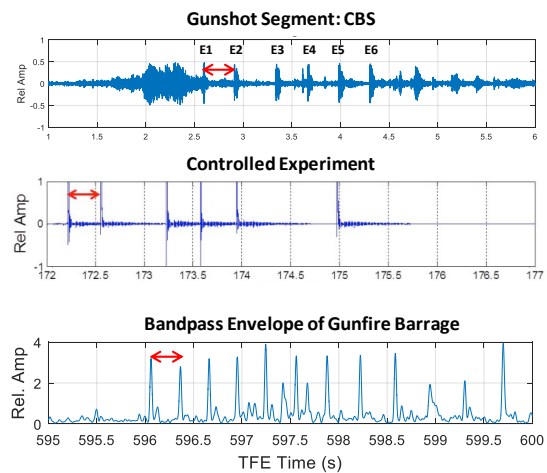 Gunshot Segment: CBS
E1 E2 E3 E4 E5 E6
Rel Amp
1
0.5
0
-0.5
-1
1 1.5 2 2.5 3 3.5 4 4.5 5 5.5 6
Controlled Experiment
Rel Amp
1
0
-1
172 172.5 173 173.5 174 174.5 175 175.5 176 176.5 177
Bandpass Envelope of Gunfire Barrage
Rel. Amp
4
2
0
595 595.5 596 596.5 597 597.5 598 598.5 599 599.5 600
TFE Time (s)